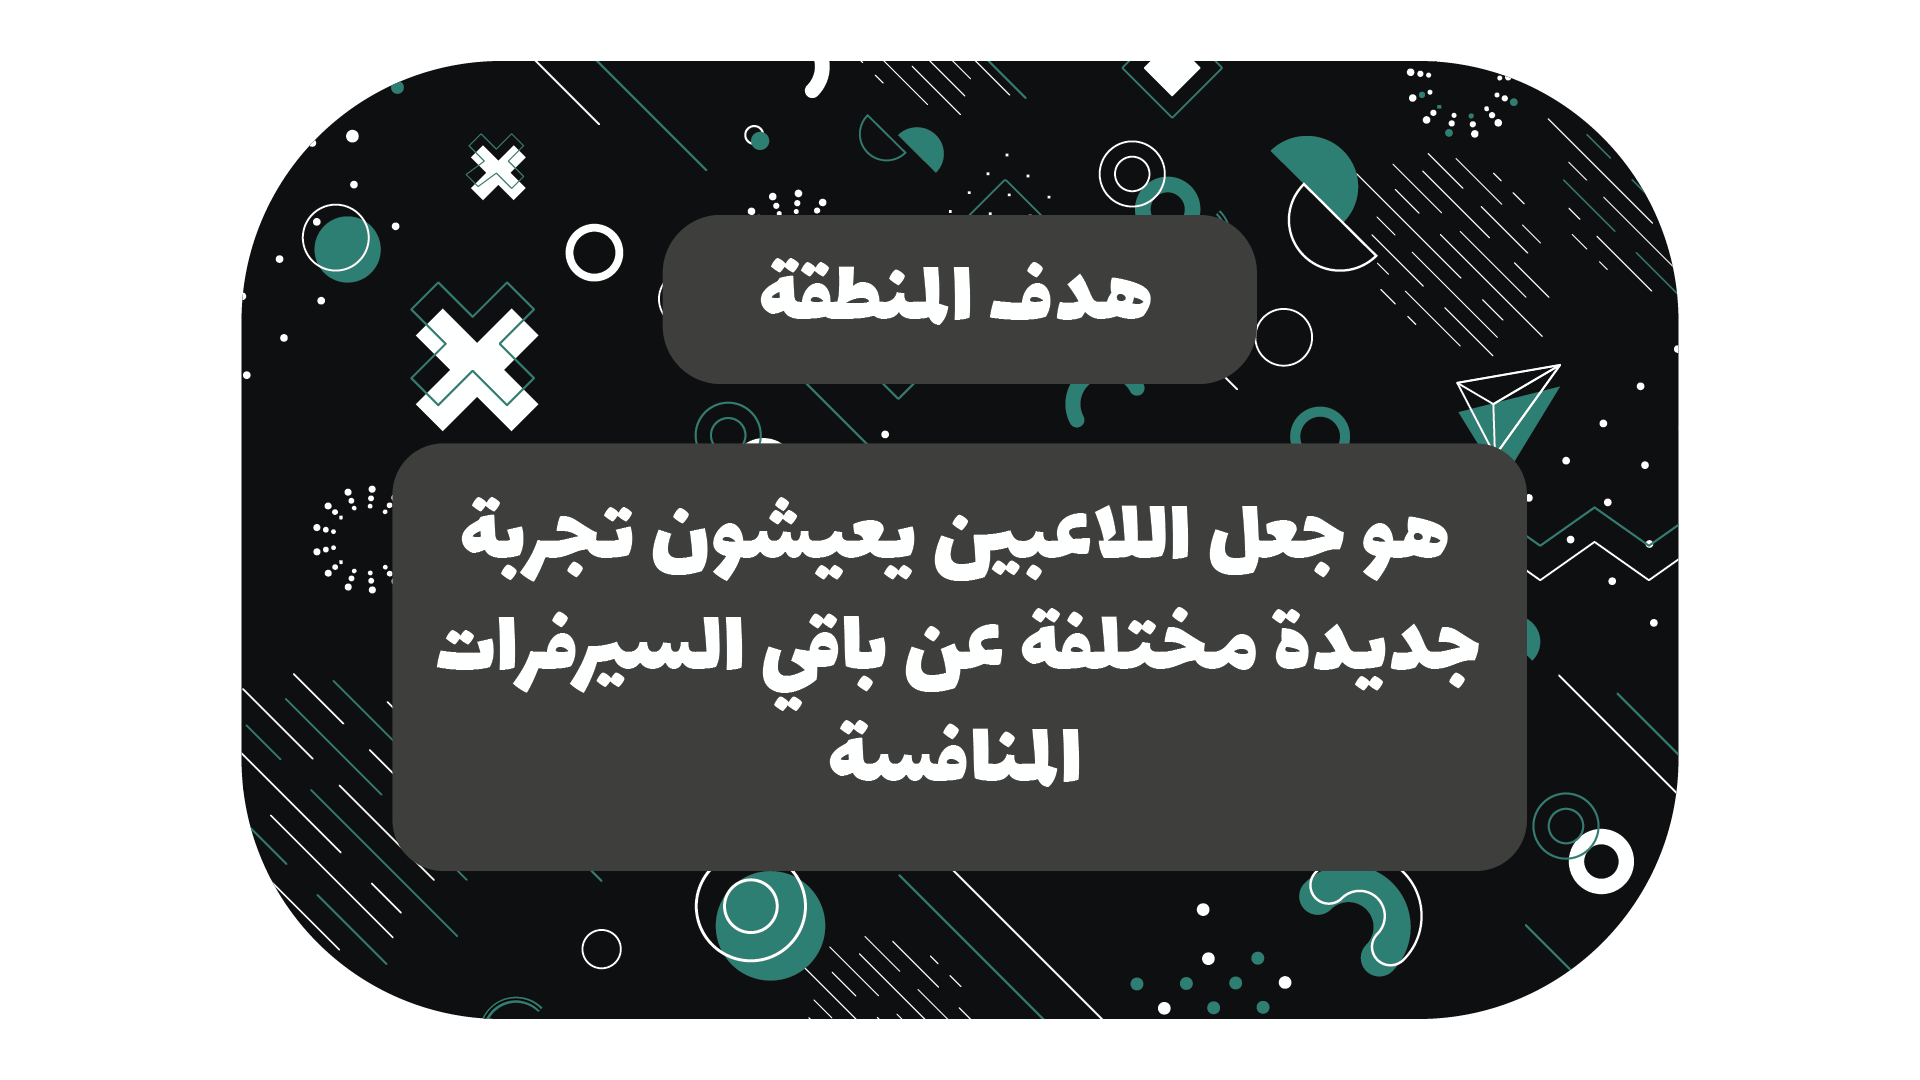 هدف المنطقة
هو جعل اللاعبين يعيشون تجربة
جديدة مختلفة عن باقي السيرفرات
المنافسة